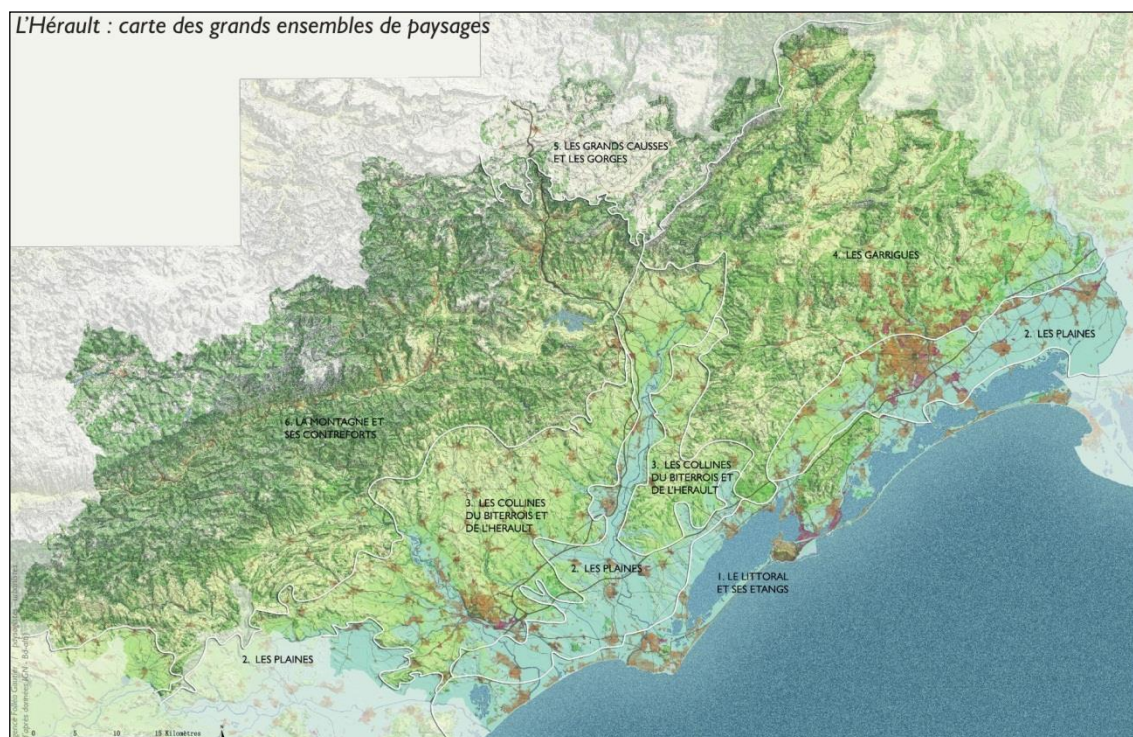 L'Hérault : carte des grands ensembles de paysages
5. LES GRANDS CAUSSES
ET LES GORGES
4. LES GARRIGUES
2. LES PLAINES
6. LA MONTAGNE ET
SES CONTREFORTS
3. LES COLLINES
DU BITERROIS ET
DE L'HERAULT
3. LES COLLINES
DU BITERROIS ET
DE L'HERAULT
2. LES PLAINES
1. LE LITTORAL
ET SES ETANGS
2. LES PLAINES
0 5 10 15 Kilomètres